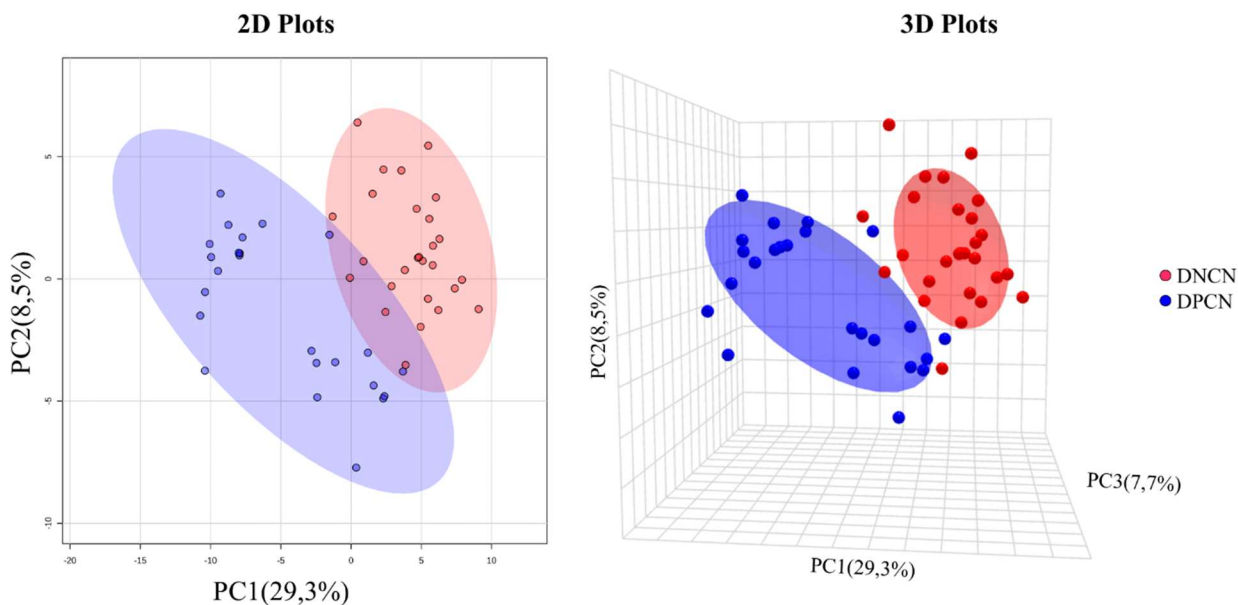 2D Plots
3D Plots
5
0
-5
-10
-20
-15
-10
-5
0
5
10
PC2(8,5%)
PC1(29,3%)
PC2(8,5%)
PC3(7,7%)
PC1(29,3%)
DNCN
DPCN